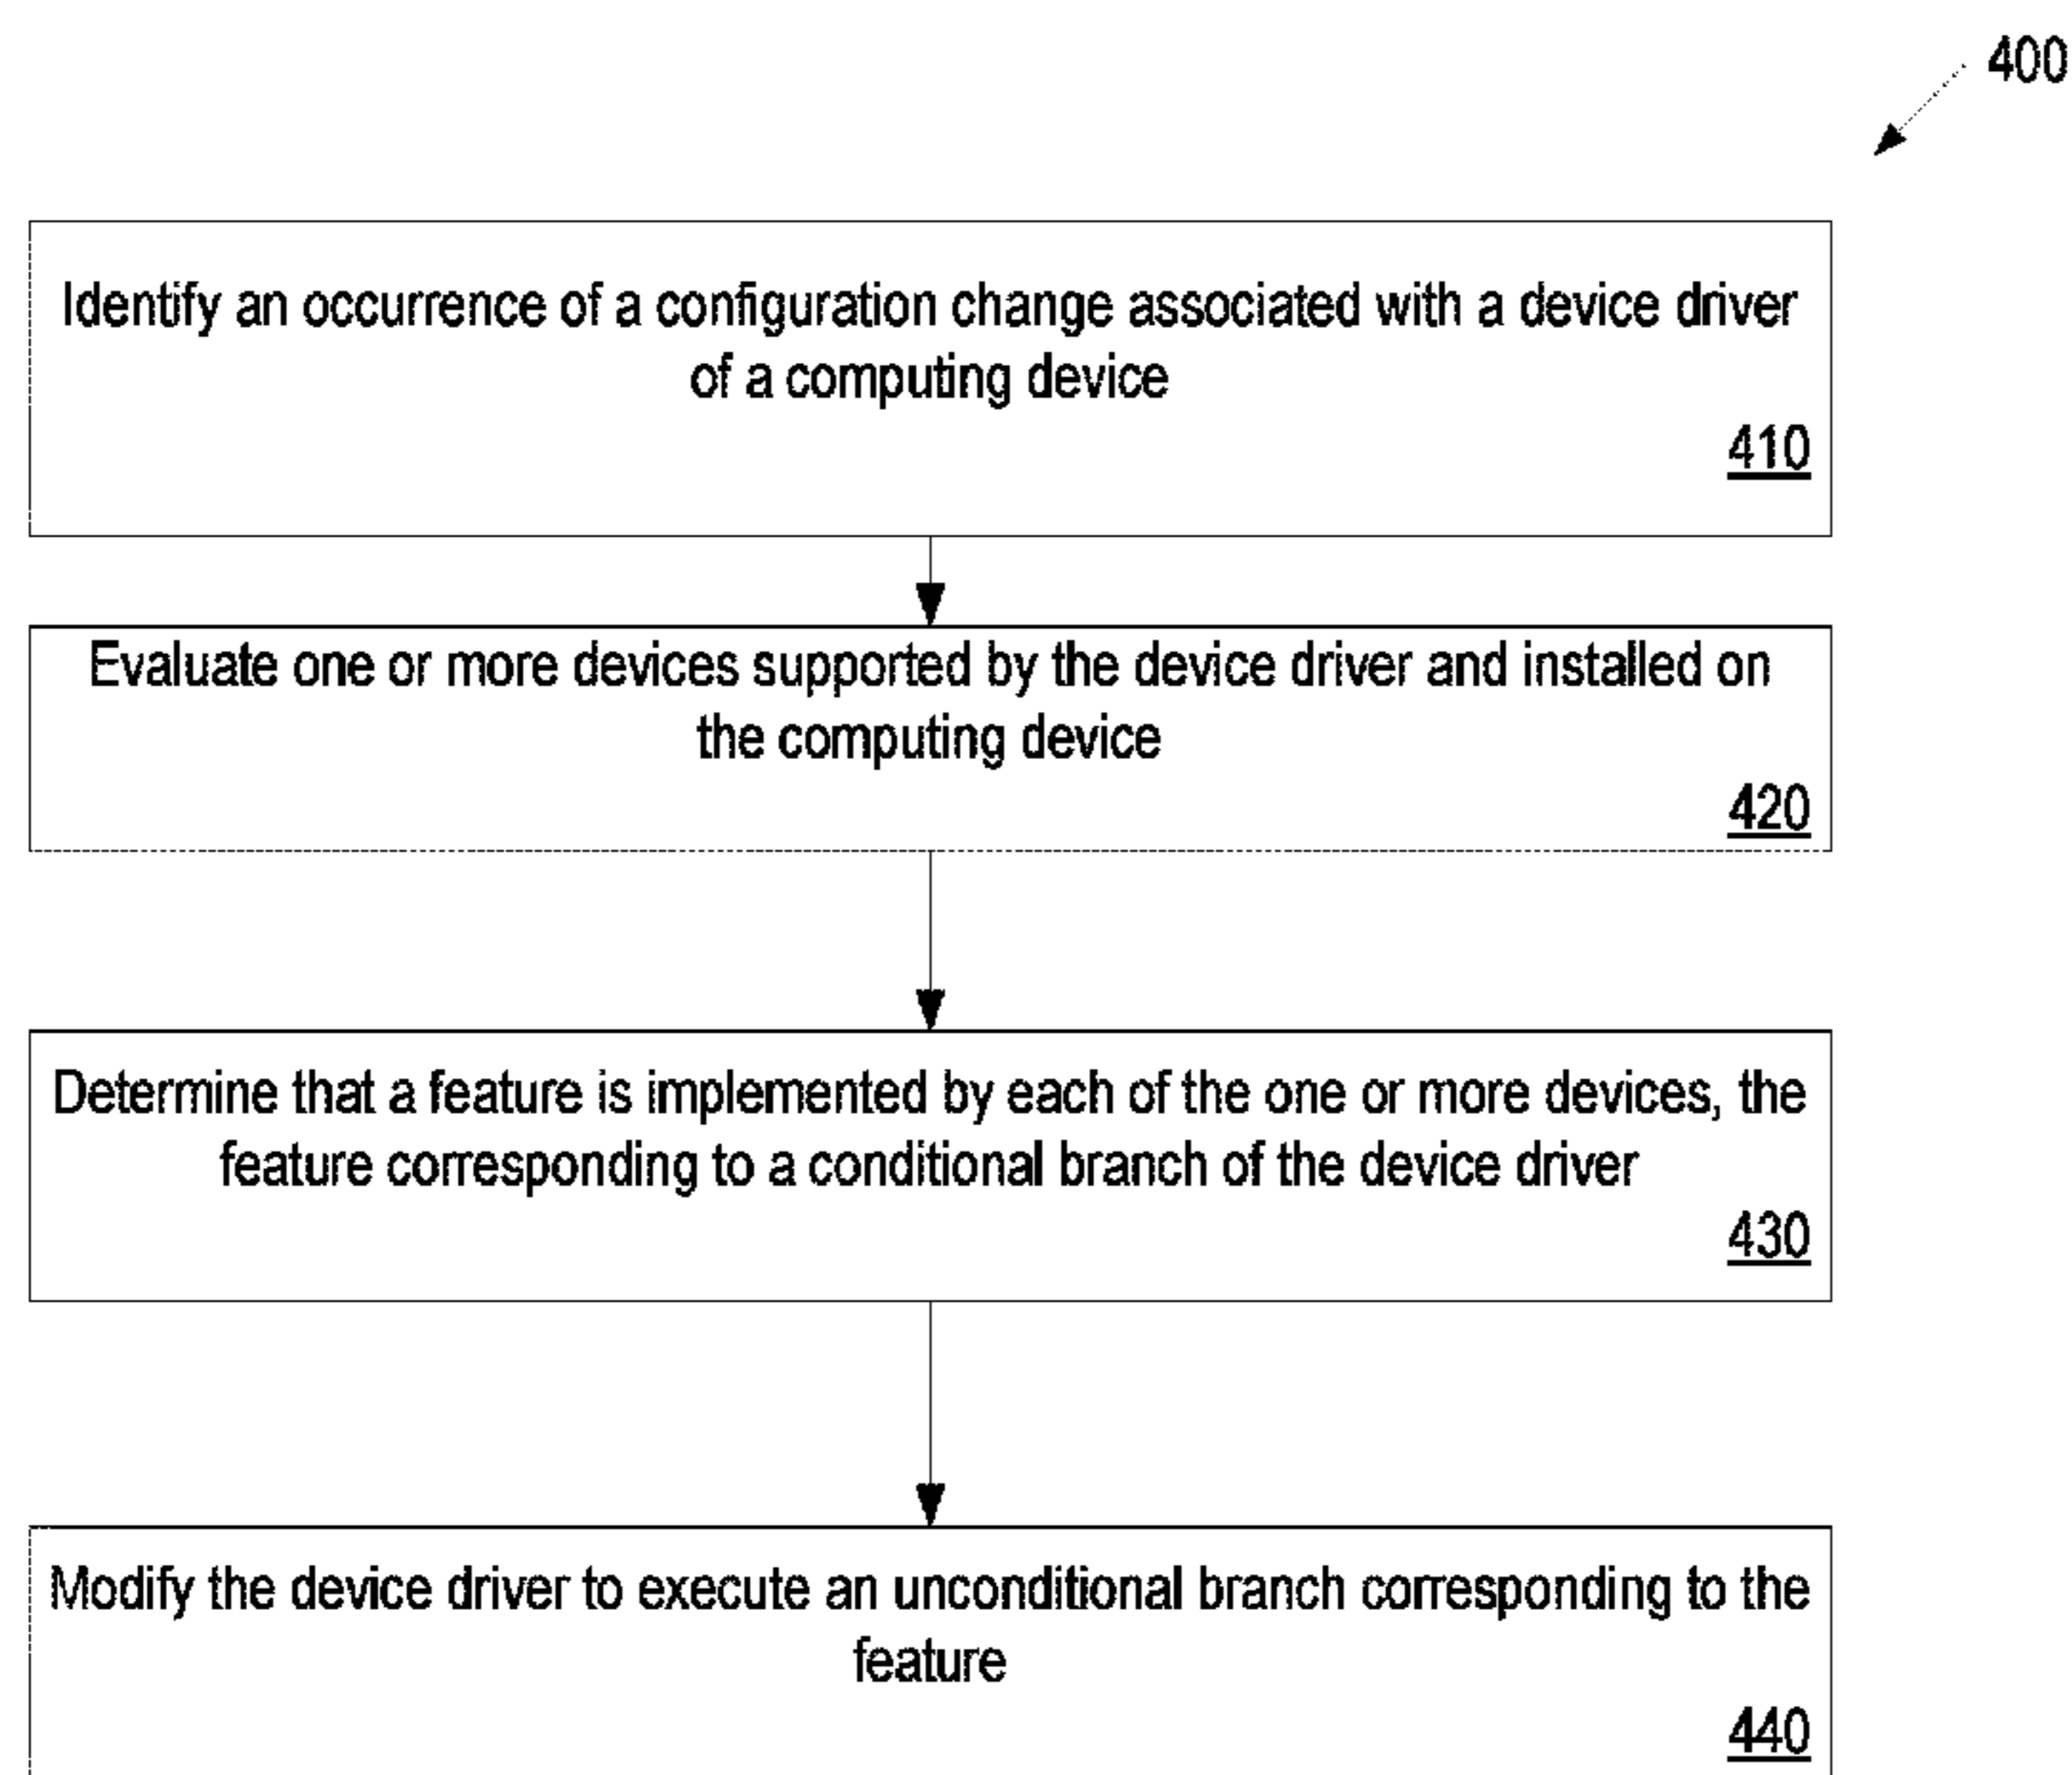 400
Identify an occurrence of a configuration change associated with a device driver
of a computing device
410
Evaluate one or more devices supported by the device driver and installed on
the computing device
420
Determine that a feature is implemented by each of the one or more devices, the
feature corresponding to a conditional branch of the device driver
430
Modify the device driver to execute an unconditional branch corresponding to the
feature
440